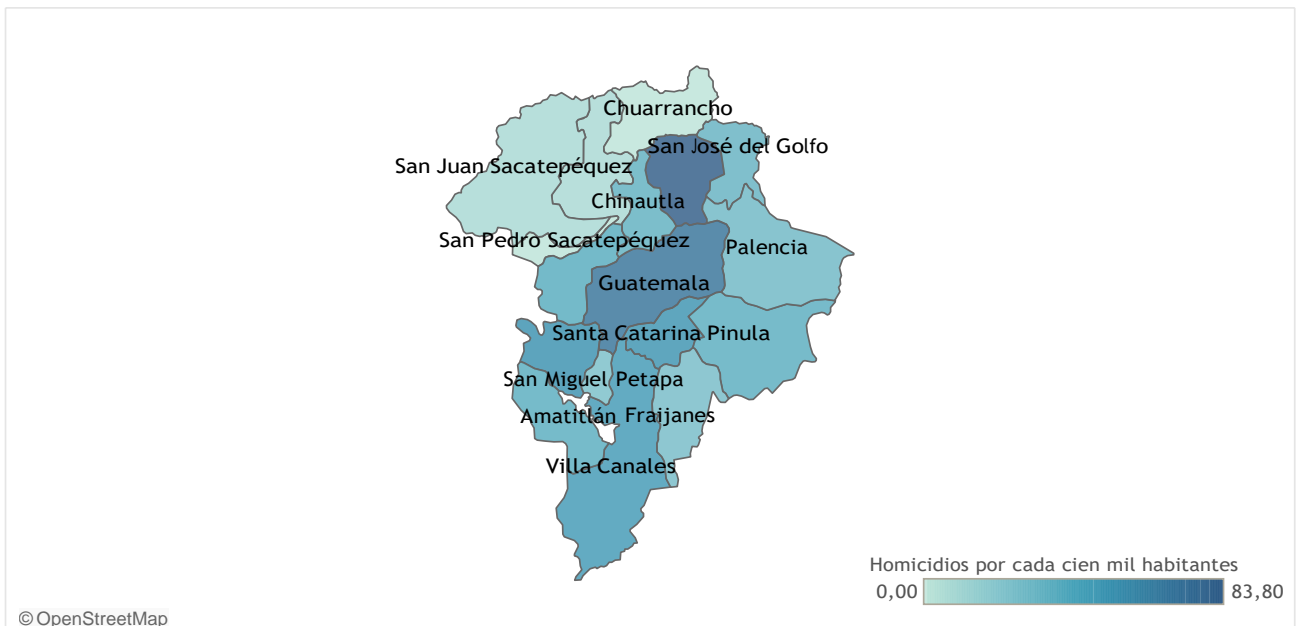 Chuarrancho
San José del Golfo
San Juan Sacatepéquez
Chinautla
San Pedro Sacatepéquez
Palencia
Guatemala
Santa Catarina Pinula
San Miguel Petapa
Amatitlán
Fraijanes
Villa Canales
Homicidios por cada cien mil habitantes
0,00
83,80
© OpenStreetMap